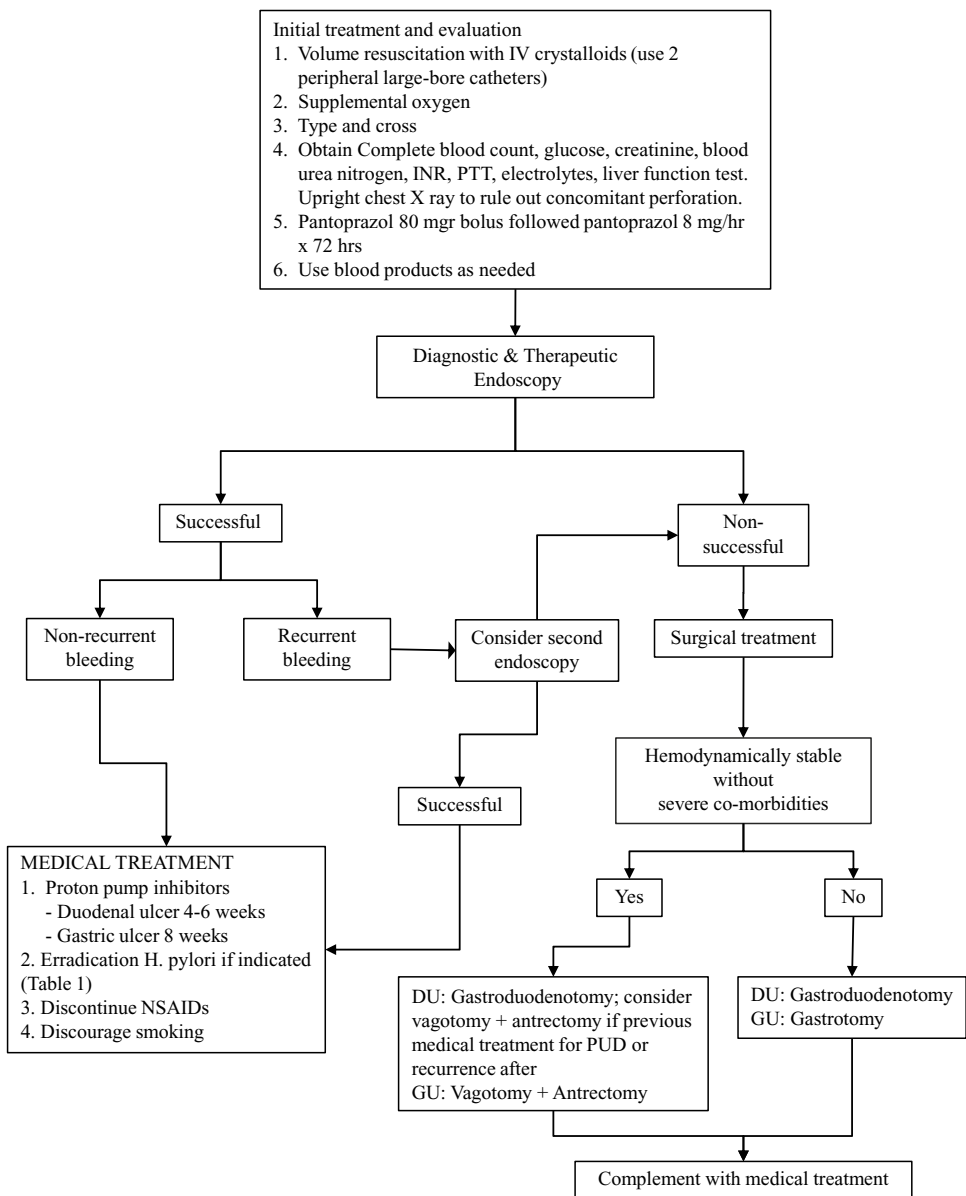 Initial treatment and evaluation
1. Volume resuscitation with IV crystalloids (use 2
peripheral large-bore catheters)
2. Supplemental oxygen
3. Type and cross
4. Obtain Complete blood count, glucose, creatinine, blood
urea nitrogen, INR, PTT, electrolytes, liver function test.
Upright chest X ray to rule out concomitant perforation.
5. Pantoprazol 80 mgr bolus followed pantoprazol 8 mg/hr
x 72 hrs
6. Use blood products as needed
Diagnostic & Therapeutic
Endoscopy
Successful
Non-
successful
Non-recurrent
bleeding
Recurrent
bleeding
Consider second
endoscopy
Surgical treatment
Successful
Hemodynamically stable
without
severe co-morbidities
MEDICAL TREATMENT
1. Proton pump inhibitors
- Duodenal ulcer 4-6 weeks
- Gastric ulcer 8 weeks
2. Erradication H. pylori if indicated
(Table 1)
3. Discontinue NSAIDs
4. Discourage smoking
Yes
No
DU: Gastroduodenotomy; consider
vagotomy + antrectomy if previous
medical treatment for PUD or
recurrence after
GU: Vagotomy + Antrectomy
DU: Gastroduodenotomy
GU: Gastrotomy
Complement with medical treatment